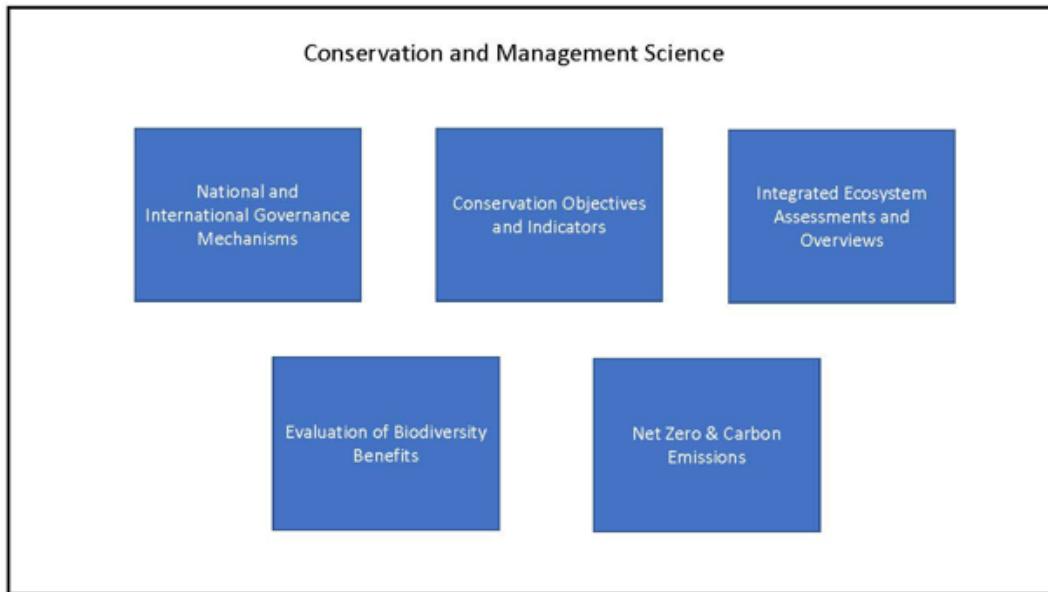 Conservation and Management Science
National and
International Governance
Mechanisms
Conservation Objectives
and Indicators
Integrated Ecosystem
Assessments and
Overviews
Evaluation of Biodiversity
Benefits
Net Zero & Carbon
Emissions